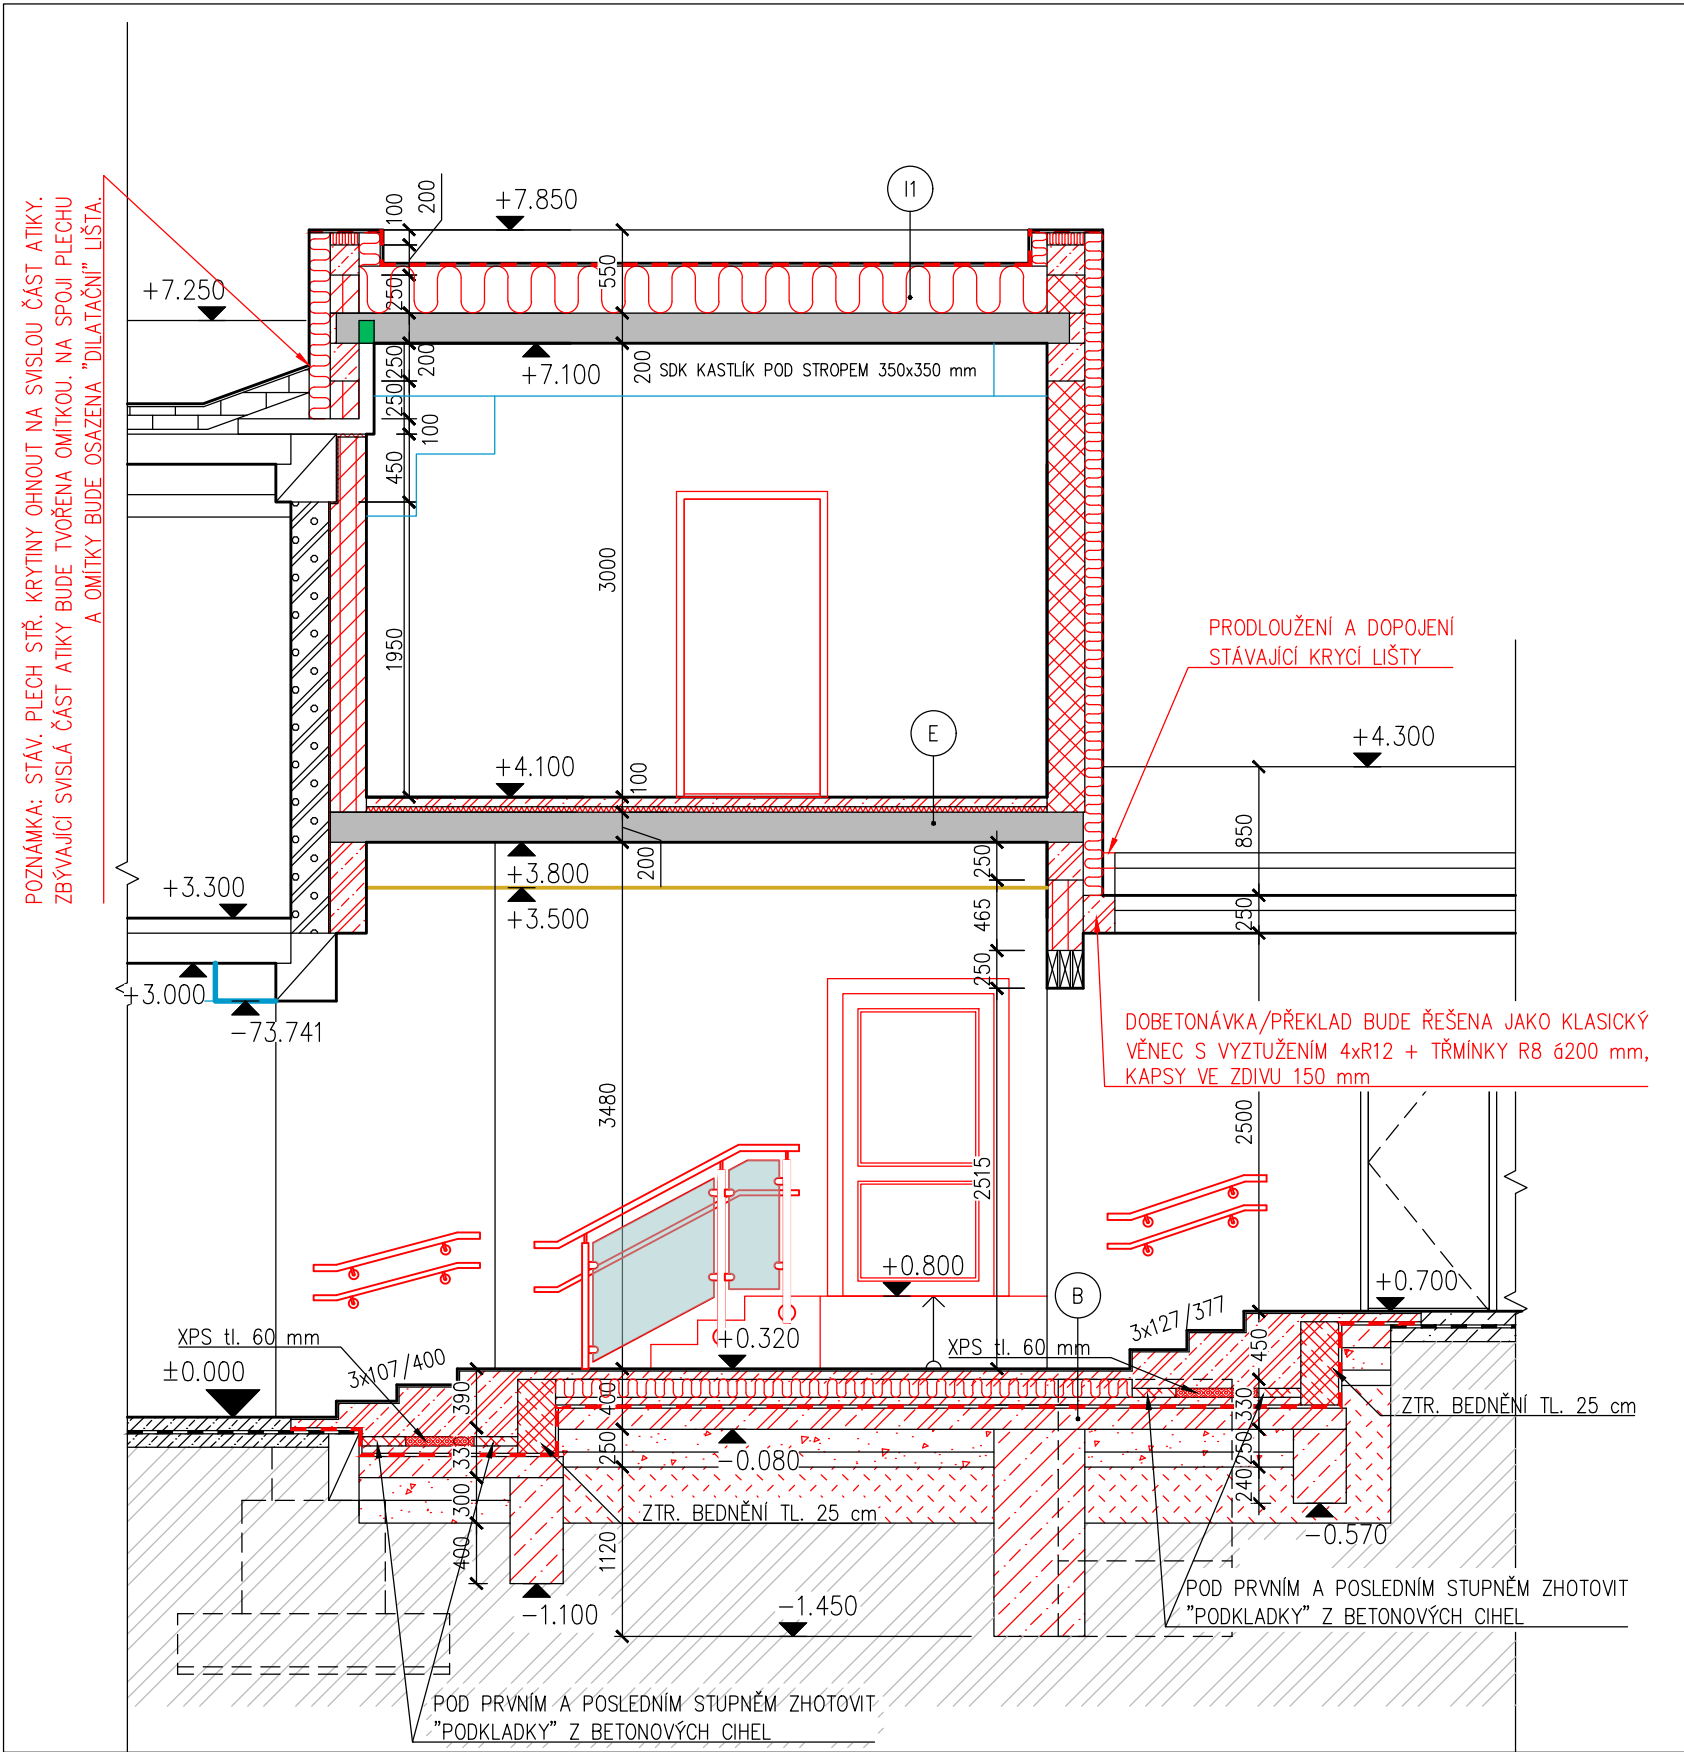 POZNÁMKA: STÁV. PLECH STŘ. KRYTINY OHNOUT NA SVISLOU ČÁST ATIKY.
ZBÝVAJÍCÍ SVISLÁ ČÁST ATIKY BUDE TVOŘENA OMÍTKOU. NA SPOJI PLECHU
A OMÍTKY BUDE OSAZENA "DILATAČNÍ" LIŠTA.
100
200
+7.850
I1
+7.250
250
550
250
200
+7.100
200
SDK KASTLÍK POD STROPEM 350x350 mm
250
100
450
3000
1950
PRODLOUŽENÍ A DOPOJENÍ
STÁVAJÍCÍ KRYCÍ LIŠTY
E
+4.300
+4.100
100
850
200
250
+3.800
+3.300
+3.500
465
250
250
+3.000
-73.741
DOBETONÁVKA/PŘEKLAD BUDE ŘEŠENA JAKO KLASICKÝ
VĚNEC S VYZTUŽENÍM 4xR12 + TŘMÍNKY R8 á200 mm,
KAPSY VE ZDIVU 150 mm
3480
2500
2515
+0.800
B
+0.700
XPS tl. 60 mm
+0.320
XPS tl. 60 mm
3x127/377
±0.000
3x107/400
450
390
400
330
ZTR. BEDNĚNÍ TL. 25 cm
33
250
-0.080
250
240
300
ZTR. BEDNĚNÍ TL. 25 cm
-0.570
400
1120
-1.100
-1.450
POD PRVNÍM A POSLEDNÍM STUPNĚM ZHOTOVIT
"PODKLADKY" Z BETONOVÝCH CIHEL
POD PRVNÍM A POSLEDNÍM STUPNĚM ZHOTOVIT
"PODKLADKY" Z BETONOVÝCH CIHEL